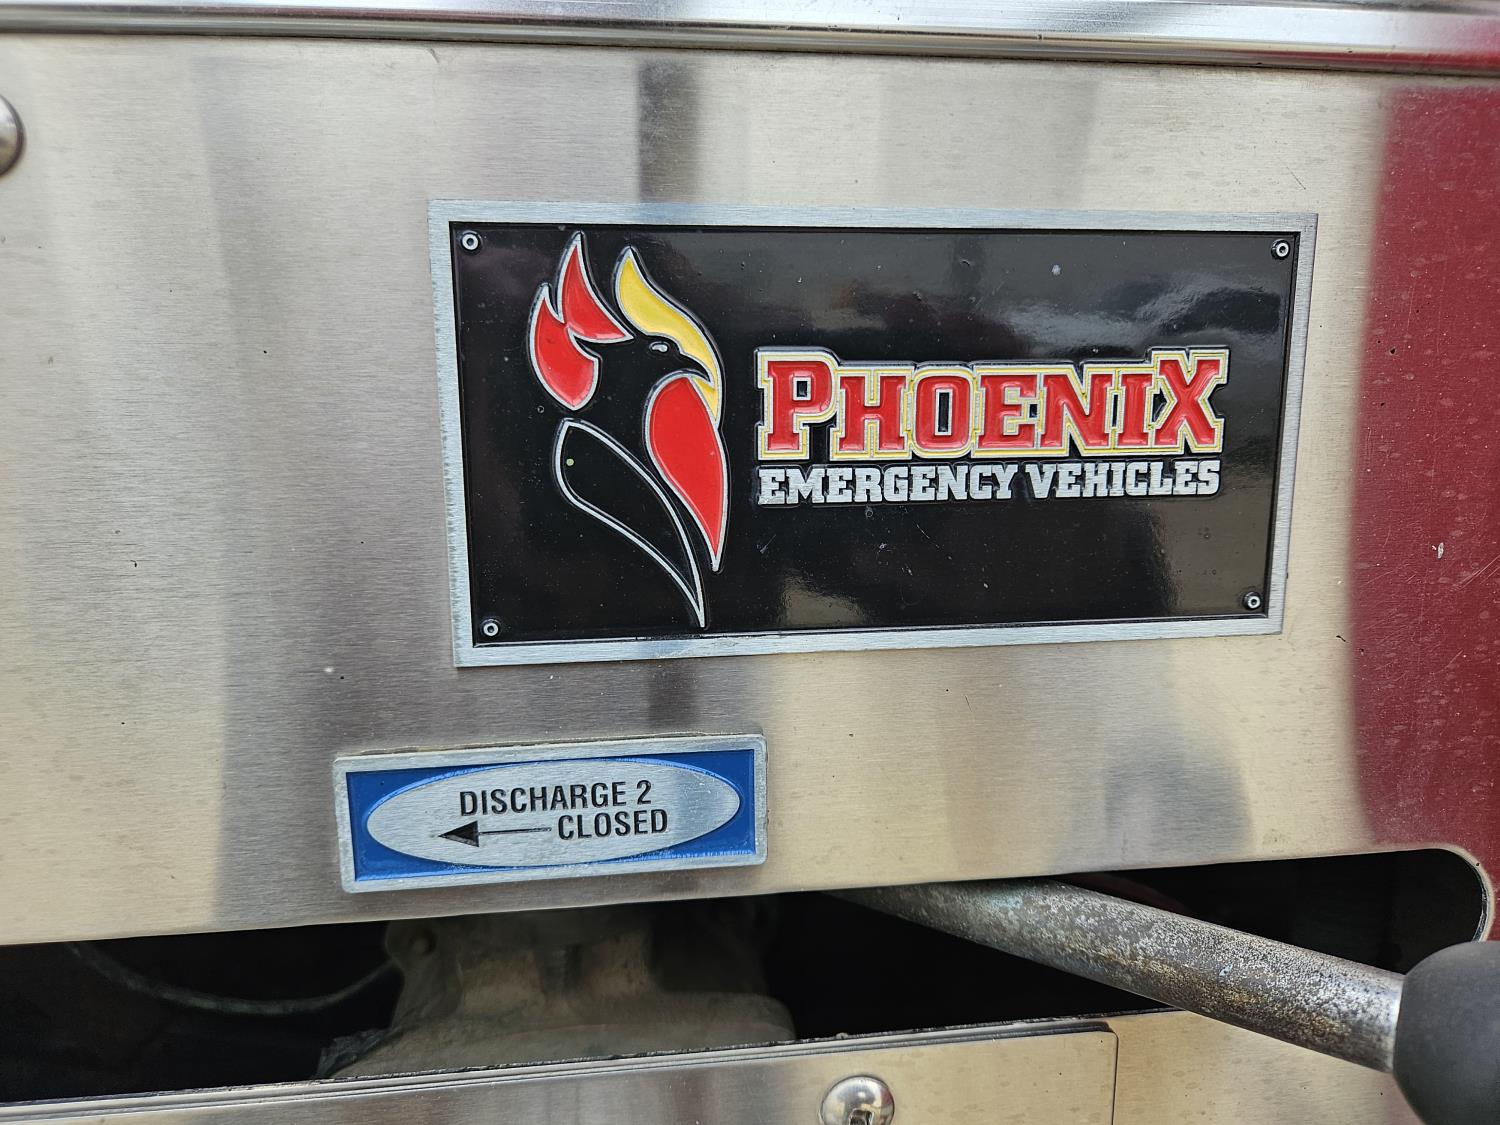 PHOENIX
EMERGENCY VEHICLES
DISCHARGE 2
CLOSED